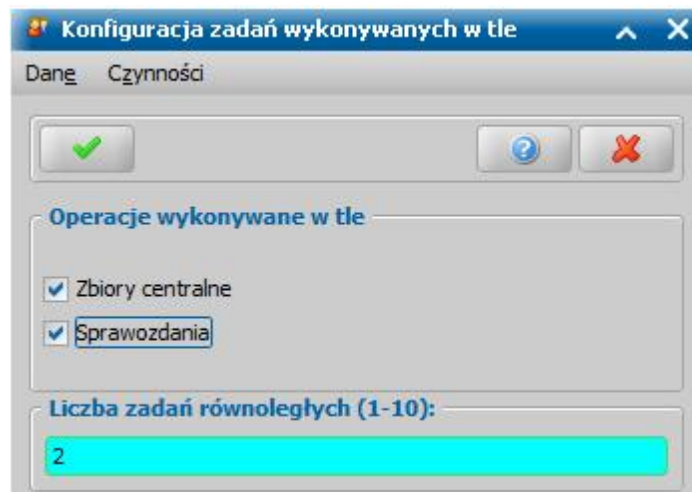 Konfiguracja zadań wykonywanych w tle
Dane Czynności
Operacje wykonywane w tle
Zbiory centralne
Sprawozdania
Liczba zadań równoległych (1-10):
2